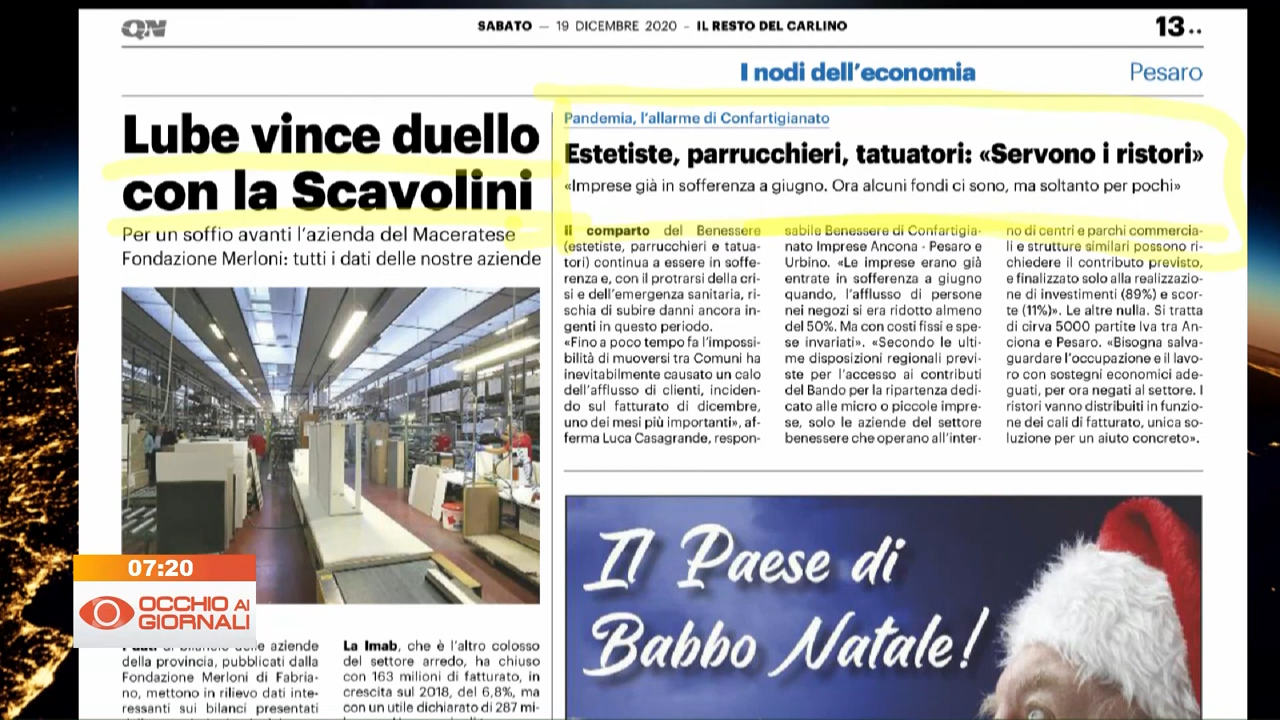 QN
SABATO — 19 DICEMBRE 2020 – IL RESTO DEL CARLINO
13..
I nodi dell'economia
Pesaro
Lube vince duello
con la Scavolini
Per un soffio avanti l'azienda del Maceratese
Fondazione Merloni: tutti i dati delle nostre aziende
Pandemia, l'allarme di Confartigianato
Estetiste, parrucchieri, tatuatori: «Servono i ristori»
«Imprese già in sofferenza a giugno. Ora alcuni fondi ci sono, ma soltanto per pochi»
Il comparto del Benessere
(estetiste, parrucchieri e tatua-
tori) continua a essere in soffe-
renza e, con il protrarsi della cri-
si e dell'emergenza sanitaria, ri-
schia di subire danni ancora in-
genti in questo periodo.
«Fino a poco tempo fa l'impossi-
bilità di muoversi tra Comuni ha
inevitabilmente causato un calo
dell'afflusso di clienti, inciden-
do sul fatturato di dicembre,
uno dei mesi più importanti», af-
ferma Luca Casagrande, respon-
sabile Benessere di Confartigia-
nato Imprese Ancona - Pesaro e
Urbino. «Le imprese erano già
entrate in sofferenza a giugno
quando, l'afflusso di persone
nei negozi si era ridotto almeno
del 50%. Ma con costi fissi e spe-
se invariati». «Secondo le ulti-
me disposizioni regionali previ-
ste per l'accesso ai contributi
del Bando per la ripartenza dedi-
cato alle micro o piccole impre-
se, solo le aziende del settore
benessere che operano all'inter-
no di centri e parchi commercia-
li e strutture similari possono ri-
chiedere il contributo previsto,
e finalizzato solo alla realizzazio-
ne di investimenti (89%) e scor-
te (11%)». Le altre nulla. Si tratta
di cirva 5000 partite Iva tra An-
ciona e Pesaro. «Bisogna salva-
guardare l'occupazione e il lavo-
ro con sostegni economici ade-
guati, per ora negati al settore. I
ristori vanno distribuiti in funzio-
ne dei cali di fatturato, unica so-
luzione per un aiuto concreto».
Il Paese di
Babbo Natale!
07:20
OCCHIO AI
GIORNALI
I dati di bilancio delle aziende
della provincia, pubblicati dalla
Fondazione Merloni di Fabria-
no, mettono in rilievo dati inte-
ressanti sui bilanci presentati
La Imab, che è l'altro colosso
del settore arredo, ha chiuso
con 163 milioni di fatturato, in
crescita sul 2018, del 6,8%, ma
con un utile dichiarato di 287 mi-